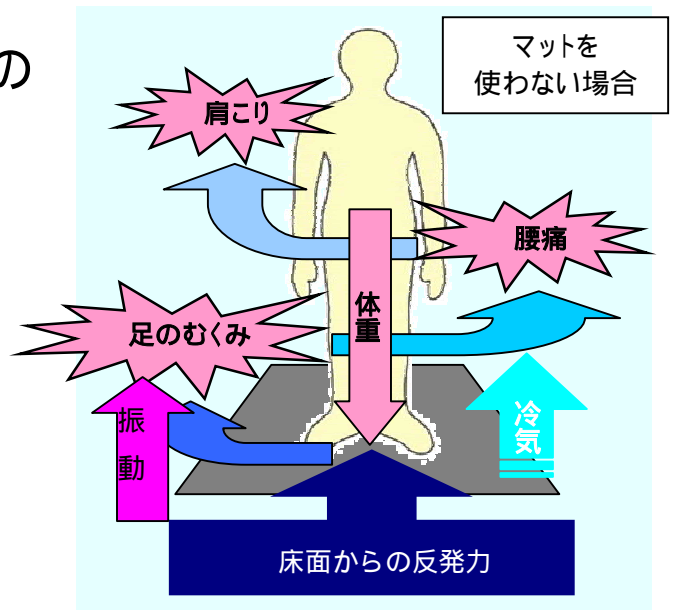 の
マットを
使わない場合
肩こり
腰痛
体重
足のむくみ
冷気
振動
床面からの反発力